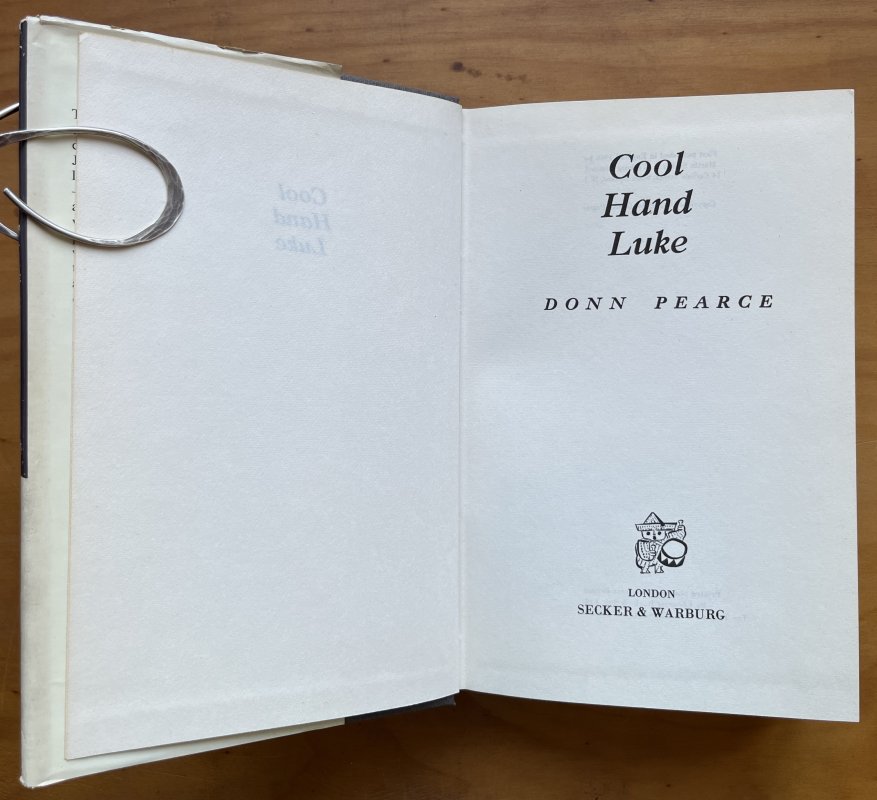 Cool
Hand
Luke
DONN PEARCE
LONDON
SECKER & WARBURG